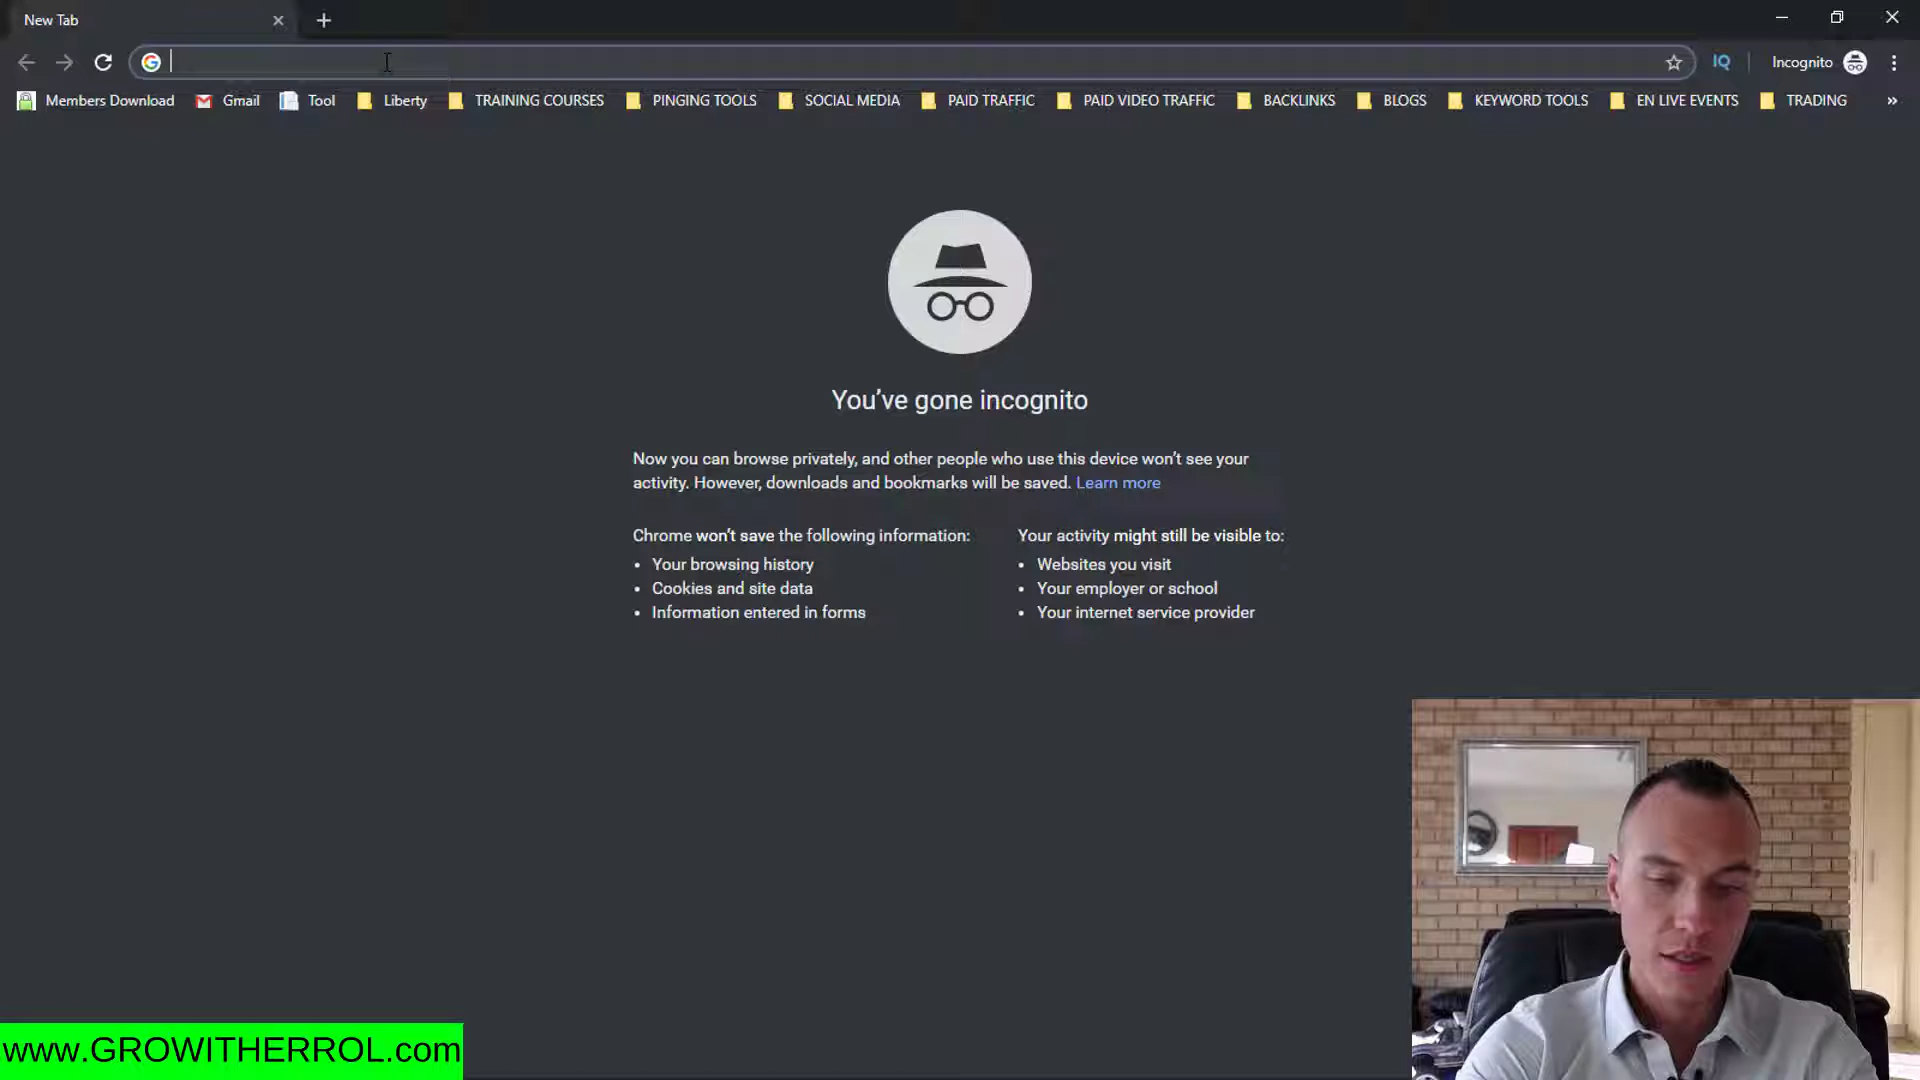 New Tab
IQ
Incognito
Members Download
Gmail
Tool
Liberty
TRAINING COURSES
PINGING TOOLS
SOCIAL MEDIA
PAID TRAFFIC
PAID VIDEO TRAFFIC
BACKLINKS
BLOGS
KEYWORD TOOLS
EN LIVE EVENTS
TRADING
»
You've gone incognito
Now you can browse privately, and other people who use this device won't see your
activity. However, downloads and bookmarks will be saved. Learn more
Chrome won't save the following information:
• Your browsing history
• Cookies and site data
• Information entered in forms
Your activity might still be visible to:
• Websites you visit
• Your employer or school
• Your internet service provider
www.GROWITHERROL.com